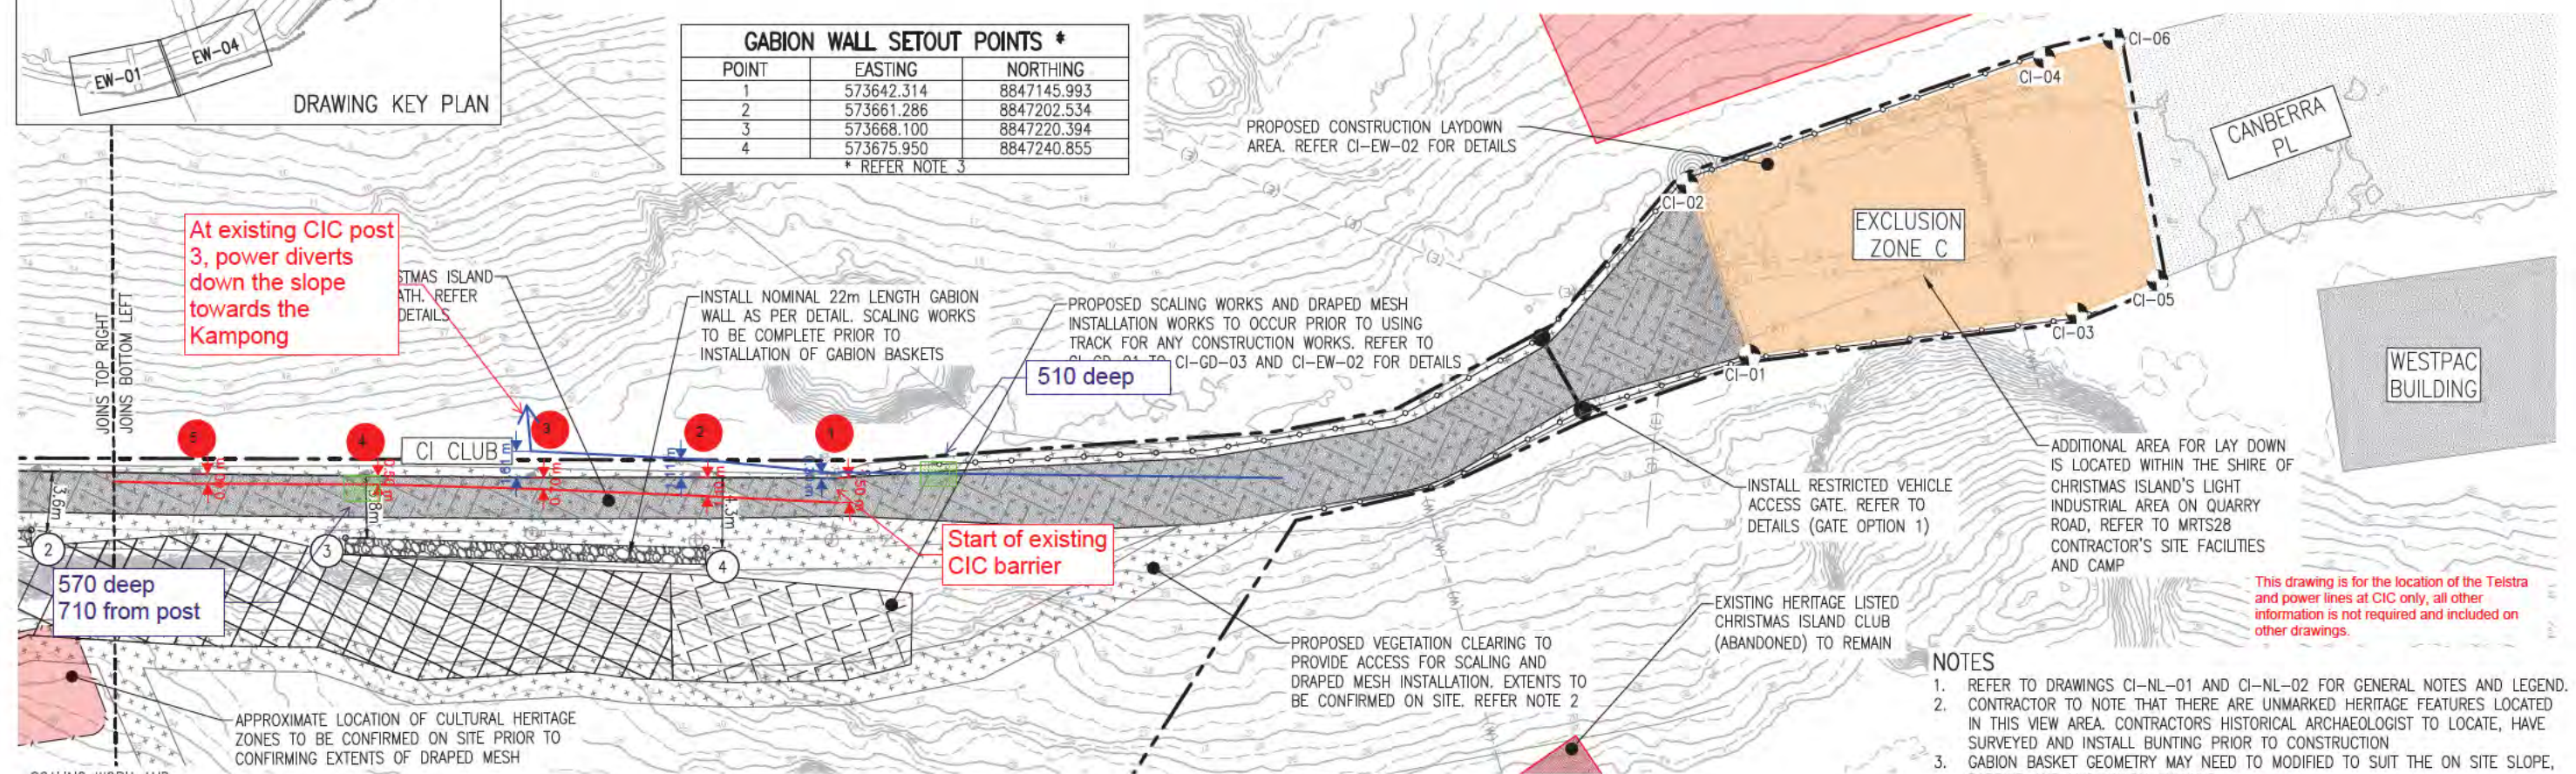 EW-01
EW-04
DRAWING KEY PLAN
GABION WALL SETOUT POINTS *
POINT EASTING NORTHING
1 573642.314 8847145.993
2 573661.286 8847202.534
3 573668.100 8847220.394
4 573675.950 8847240.855
* REFER NOTE 3
PROPOSED CONSTRUCTION LAYDOWN
AREA. REFER CI-EW-02 FOR DETAILS
CI-06
CI-04
CI-02
CANBERRA
PL
EXCLUSION
ZONE C
CI-05
CI-03
CI-01
WESTPAC
BUILDING
At existing CIC post
3, power diverts
down the slope
towards the
Kampong
STMAS ISLAND
ATH. REFER
DETAILS
JOINS TOP RIGHT
JOINS BOTTOM LEFT
INSTALL NOMINAL 22m LENGTH GABION
WALL AS PER DETAIL. SCALING WORKS
TO BE COMPLETE PRIOR TO
INSTALLATION OF GABION BASKETS
PROPOSED SCALING WORKS AND DRAPED MESH
INSTALLATION WORKS TO OCCUR PRIOR TO USING
TRACK FOR ANY CONSTRUCTION WORKS. REFER TO
CI-GD-01 TO CI-GD-03 AND CI-EW-02 FOR DETAILS
510 deep
5
4
3
2
1
CI CLUB
3.6m
4.3m
2
3
4
570 deep
710 from post
Start of existing
CIC barrier
INSTALL RESTRICTED VEHICLE
ACCESS GATE. REFER TO
DETAILS (GATE OPTION 1)
ADDITIONAL AREA FOR LAY DOWN
IS LOCATED WITHIN THE SHIRE OF
CHRISTMAS ISLAND'S LIGHT
INDUSTRIAL AREA ON QUARRY
ROAD, REFER TO MRTS28
CONTRACTOR'S SITE FACILITIES
AND CAMP
This drawing is for the location of the Telstra
and power lines at CIC only, all other
information is not required and included on
other drawings.
EXISTING HERITAGE LISTED
CHRISTMAS ISLAND CLUB
(ABANDONED) TO REMAIN
PROPOSED VEGETATION CLEARING TO
PROVIDE ACCESS FOR SCALING AND
DRAPED MESH INSTALLATION. EXTENTS TO
BE CONFIRMED ON SITE. REFER NOTE 2
APPROXIMATE LOCATION OF CULTURAL HERITAGE
ZONES TO BE CONFIRMED ON SITE PRIOR TO
CONFIRMING EXTENTS OF DRAPED MESH
NOTES
1. REFER TO DRAWINGS CI-NL-01 AND CI-NL-02 FOR GENERAL NOTES AND LEGEND.
2. CONTRACTOR TO NOTE THAT THERE ARE UNMARKED HERITAGE FEATURES LOCATED
IN THIS VIEW AREA. CONTRACTORS HISTORICAL ARCHAEOLOGIST TO LOCATE, HAVE
SURVEYED AND INSTALL BUNTING PRIOR TO CONSTRUCTION
3. GABION BASKET GEOMETRY MAY NEED TO MODIFIED TO SUIT THE ON SITE SLOPE,